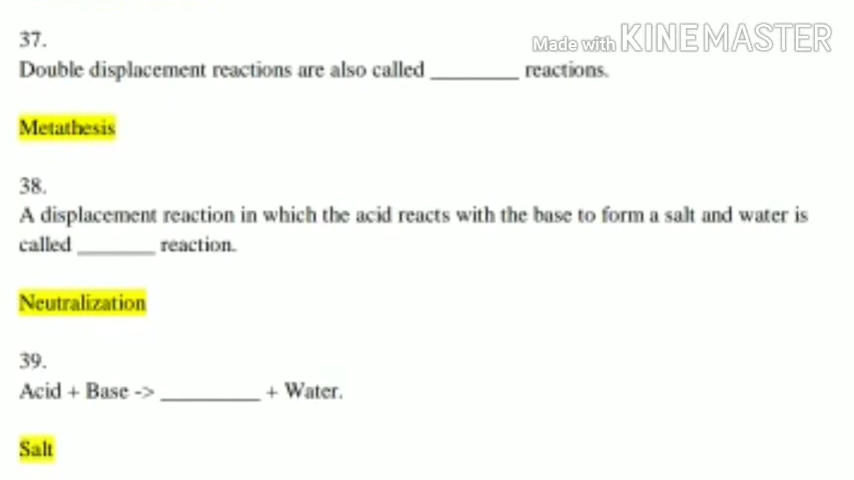 37.
Made with KINEMASTER
Double displacement reactions are also called ________ reactions.
Metathesis
38.
A displacement reaction in which the acid reacts with the base to form a salt and water is
called _______ reaction.
Neutralization
39.
Acid + Base -> _________ + Water.
Salt